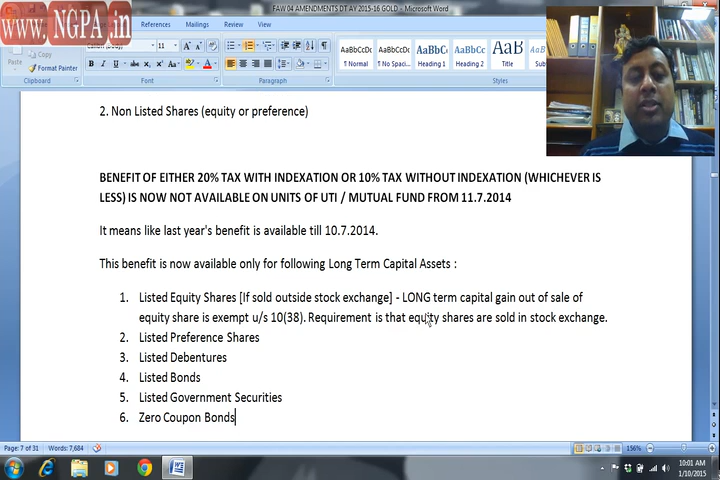 FAW 04 AMENDMENTS DT AY 2015-16 GOLD - Microsoft Word
www.NGPA.in
References Mailings Review View
11
Paste
Format Painter
AaBbCcDc AaBbCcDc AaBbC AaBbCc AaB
¶ Normal ¶ No Spaci... Heading 1 Heading 2 Title
Clipboard Font Paragraph Styles
2. Non Listed Shares (equity or preference)
BENEFIT OF EITHER 20% TAX WITH INDEXATION OR 10% TAX WITHOUT INDEXATION (WHICHEVER IS
LESS) IS NOW NOT AVAILABLE ON UNITS OF UTI / MUTUAL FUND FROM 11.7.2014
It means like last year's benefit is available till 10.7.2014.
This benefit is now available only for following Long Term Capital Assets :
1. Listed Equity Shares [If sold outside stock exchange] - LONG term capital gain out of sale of
equity share is exempt u/s 10(38). Requirement is that equity shares are sold in stock exchange.
2. Listed Preference Shares
3. Listed Debentures
4. Listed Bonds
5. Listed Government Securities
6. Zero Coupon Bonds
Page: 7 of 31 Words: 7,684 156%
10:01 AM
1/10/2015